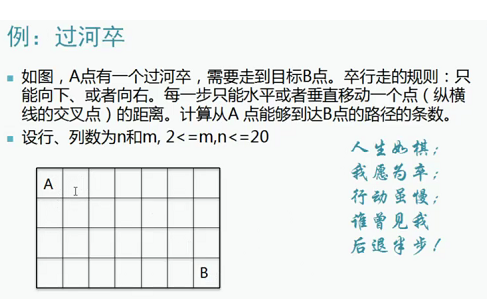 例：过河卒
如图，A点有一个过河卒，需要走到目标B点。卒行走的规则：只
能向下、或者向右。每一步只能水平或者垂直移动一个点（纵横
线的交叉点）的距离。计算从A 点能够到达B点的路径的条数。
设行、列数为n和m, 2<=m,n<=20
人生如棋；
我愿为卒；
行动虽慢；
谁曾见我
后退半步！
A
B